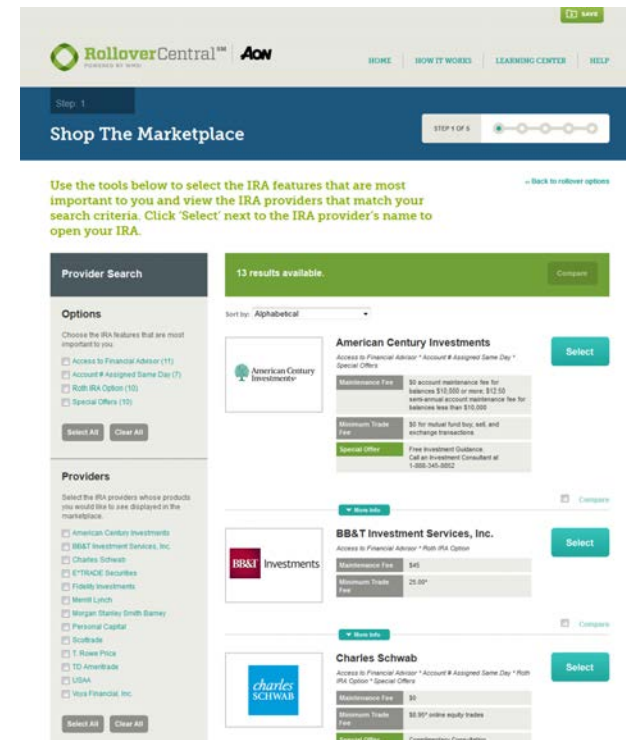 SAVE
RolloverCentral℠ AON
POWERED BY WMSI
HOME HOW IT WORKS LEARNING CENTER HELP
Step: 1
Shop The Marketplace
STEP 1 OF 5
Back to rollover options
Use the tools below to select the IRA features that are most
important to you and view the IRA providers that match your
search criteria. Click 'Select' next to the IRA provider's name to
open your IRA.
Provider Search
13 results available.
Compare
Options
Choose the IRA features that are most
important to you.
Access to Financial Advisor (11)
Account # Assigned Same Day (7)
Roth IRA Option (10)
Special Offers (10)
Select All Clear All
Providers
Select the IRA providers whose products
you would like to see displayed in the
marketplace.
American Century Investments
BB&T Investment Services, Inc.
Charles Schwab
E*TRADE Securities
Fidelity Investments
Merrill Lynch
Morgan Stanley Smith Barney
Personal Capital
Scottrade
T. Rowe Price
TD Ameritrade
USAA
Voya Financial, Inc.
Select All Clear All
Sort by: Alphabetical
American Century
Investments
American Century Investments
Access to Financial Advisor * Account # Assigned Same Day *
Special Offers
Select
Maintenance Fee
$0 account maintenance fee for
balances $10,000 or more; $12.50
semi-annual account maintenance fee for
balances less than $10,000
Minimum Trade
Fee
$0 for mutual fund buy, sell, and
exchange transactions
Special Offer
Free Investment Guidance
Call an Investment Consultant at
1-888-345-8852
More Info
Compare
BB&T Investments
BB&T Investment Services, Inc.
Access to Financial Advisor * Roth IRA Option
Select
Maintenance Fee
$45
Minimum Trade
Fee
25.00*
More Info
Compare
charles
SCHWAB
Charles Schwab
Access to Financial Advisor * Account # Assigned Same Day * Roth
IRA Option * Special Offers
Select
Maintenance Fee
$0
Minimum Trade
Fee
$8.95* online equity trades
Special Offer
Complimentary Consultation